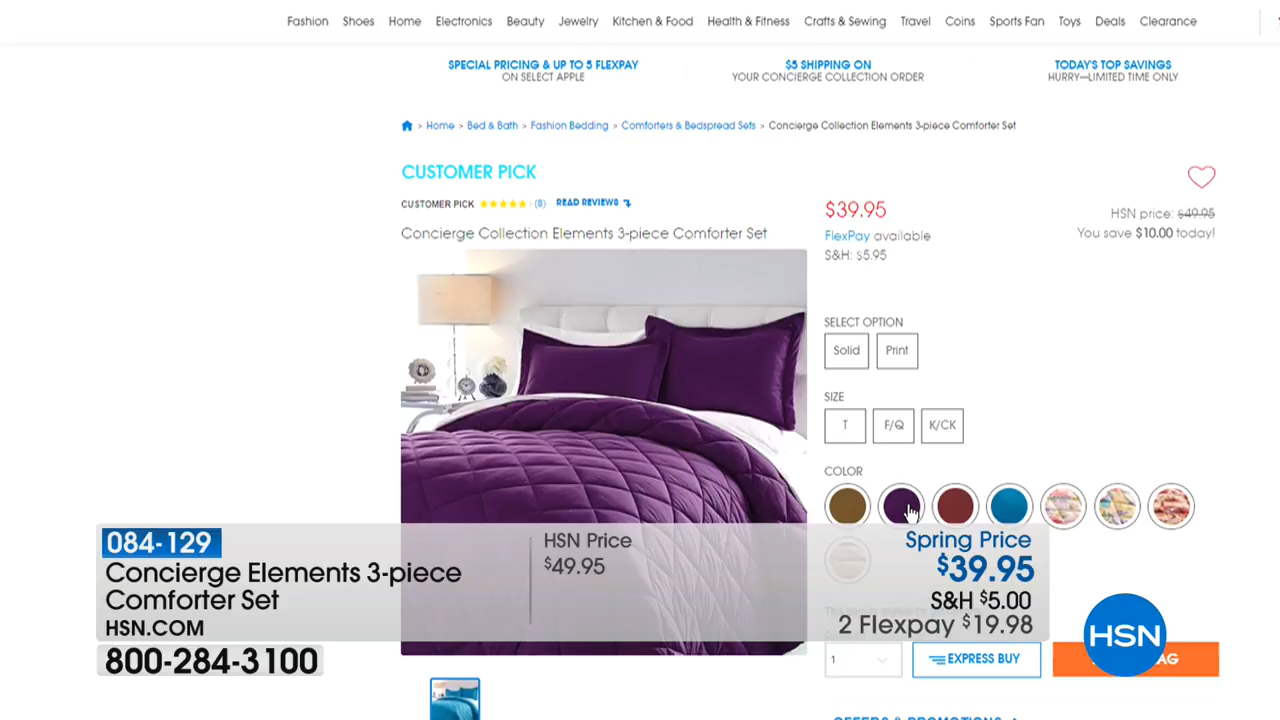 Fashion Shoes Home Electronics Beauty Jewelry Kitchen & Food Health & Fitness Crafts & Sewing Travel Coins Sports Fan Toys Deals Clearance
SPECIAL PRICING & UP TO 5 FLEXPAY
ON SELECT APPLE
$5 SHIPPING ON
YOUR CONCIERGE COLLECTION ORDER
TODAY'S TOP SAVINGS
HURRY—LIMITED TIME ONLY
> Home > Bed & Bath > Fashion Bedding > Comforters & Bedspread Sets > Concierge Collection Elements 3-piece Comforter Set
CUSTOMER PICK
CUSTOMER PICK (8) READ REVIEWS
Concierge Collection Elements 3-piece Comforter Set
$39.95
FlexPay available
S&H: $5.95
HSN price: $49.95
You save $10.00 today!
SELECT OPTION
Solid Print
SIZE
T F/Q K/CK
COLOR
084-129
Concierge Elements 3-piece
Comforter Set
HSN.COM
800-284-3100
HSN Price
$49.95
Spring Price
$39.95
S&H $5.00
2 Flexpay $19.98
1
EXPRESS BUY
HSN
AG
OFFERS & PROMOTIONS